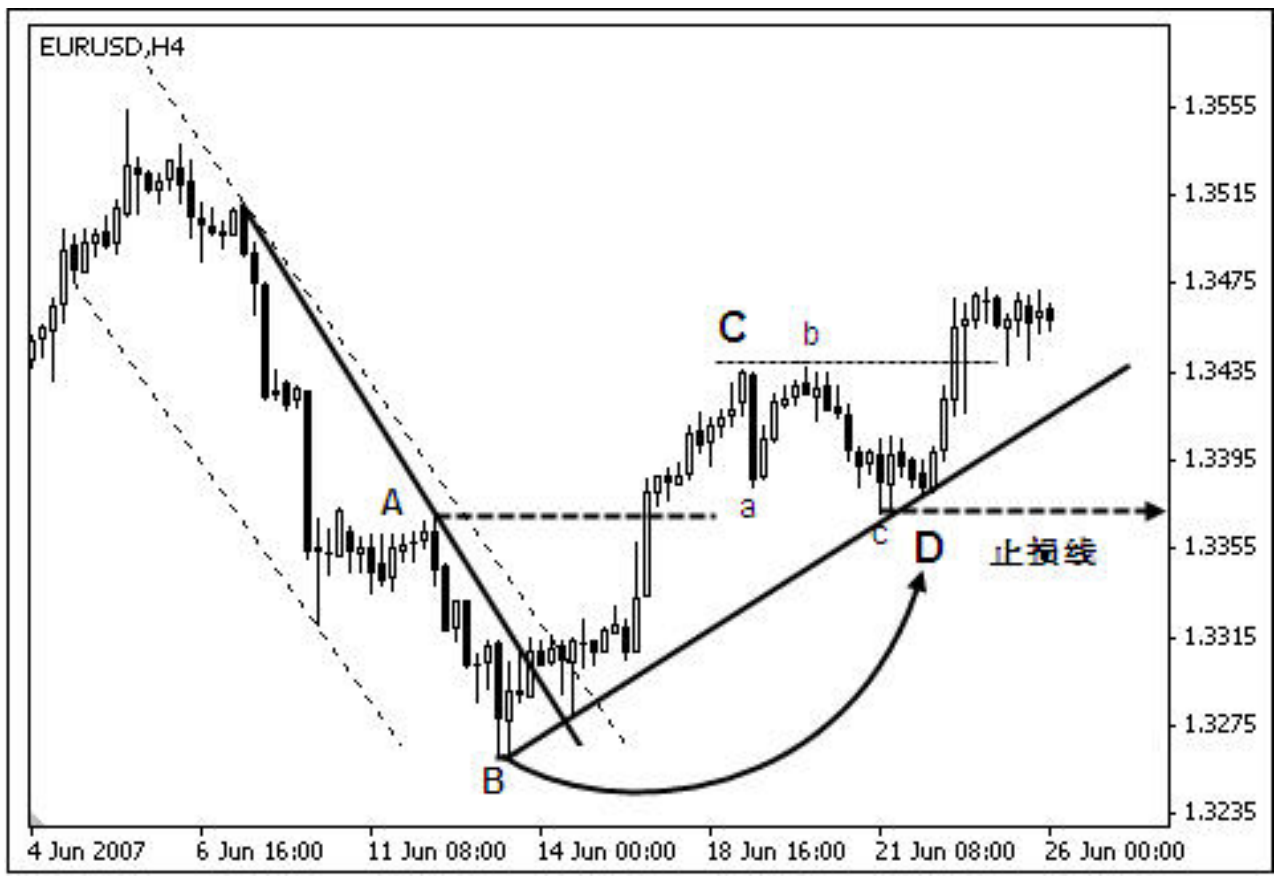 EURUSD,H4
1.3555
1.3515
1.3475
C
b
1.3435
1.3395
A
a
c
D
止损线
1.3355
1.3315
1.3275
B
1.3235
4 Jun 2007
6 Jun 16:00
11 Jun 08:00
14 Jun 00:00
18 Jun 16:00
21 Jun 08:00
26 Jun 00:00